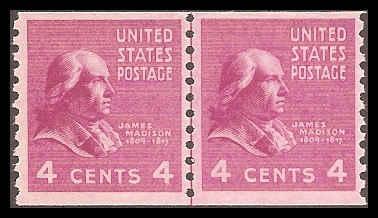 UNITED
STATES
POSTAGE
JAMES
MADISON
1809-1817
4 CENTS 4
UNITED
STATES
POSTAGE
JAMES
MADISON
1809-1817
4 CENTS 4